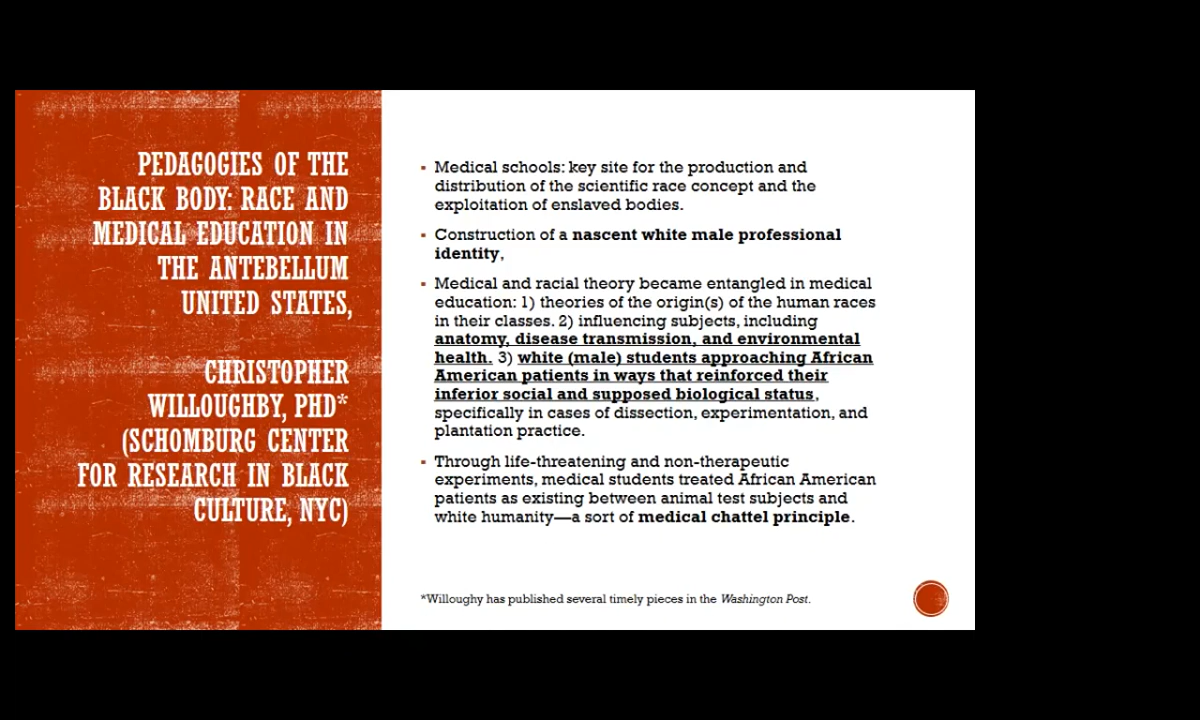 PEDAGOGIES OF THE
BLACK BODY: RACE AND
MEDICAL EDUCATION IN
THE ANTEBELLUM
UNITED STATES,
CHRISTOPHER
WILLOUGHBY, PHD*
(SCHOMBURG CENTER
FOR RESEARCH IN BLACK
CULTURE, NYC)
▪ Medical schools: key site for the production and
distribution of the scientific race concept and the
exploitation of enslaved bodies.
▪ Construction of a nascent white male professional
identity,
▪ Medical and racial theory became entangled in medical
education: 1) theories of the origin(s) of the human races
in their classes. 2) influencing subjects, including
anatomy, disease transmission, and environmental
health. 3) white (male) students approaching African
American patients in ways that reinforced their
inferior social and supposed biological status,
specifically in cases of dissection, experimentation, and
plantation practice.
▪ Through life-threatening and non-therapeutic
experiments, medical students treated African American
patients as existing between animal test subjects and
white humanity—a sort of medical chattel principle.
*Willoughy has published several timely pieces in the Washington Post.